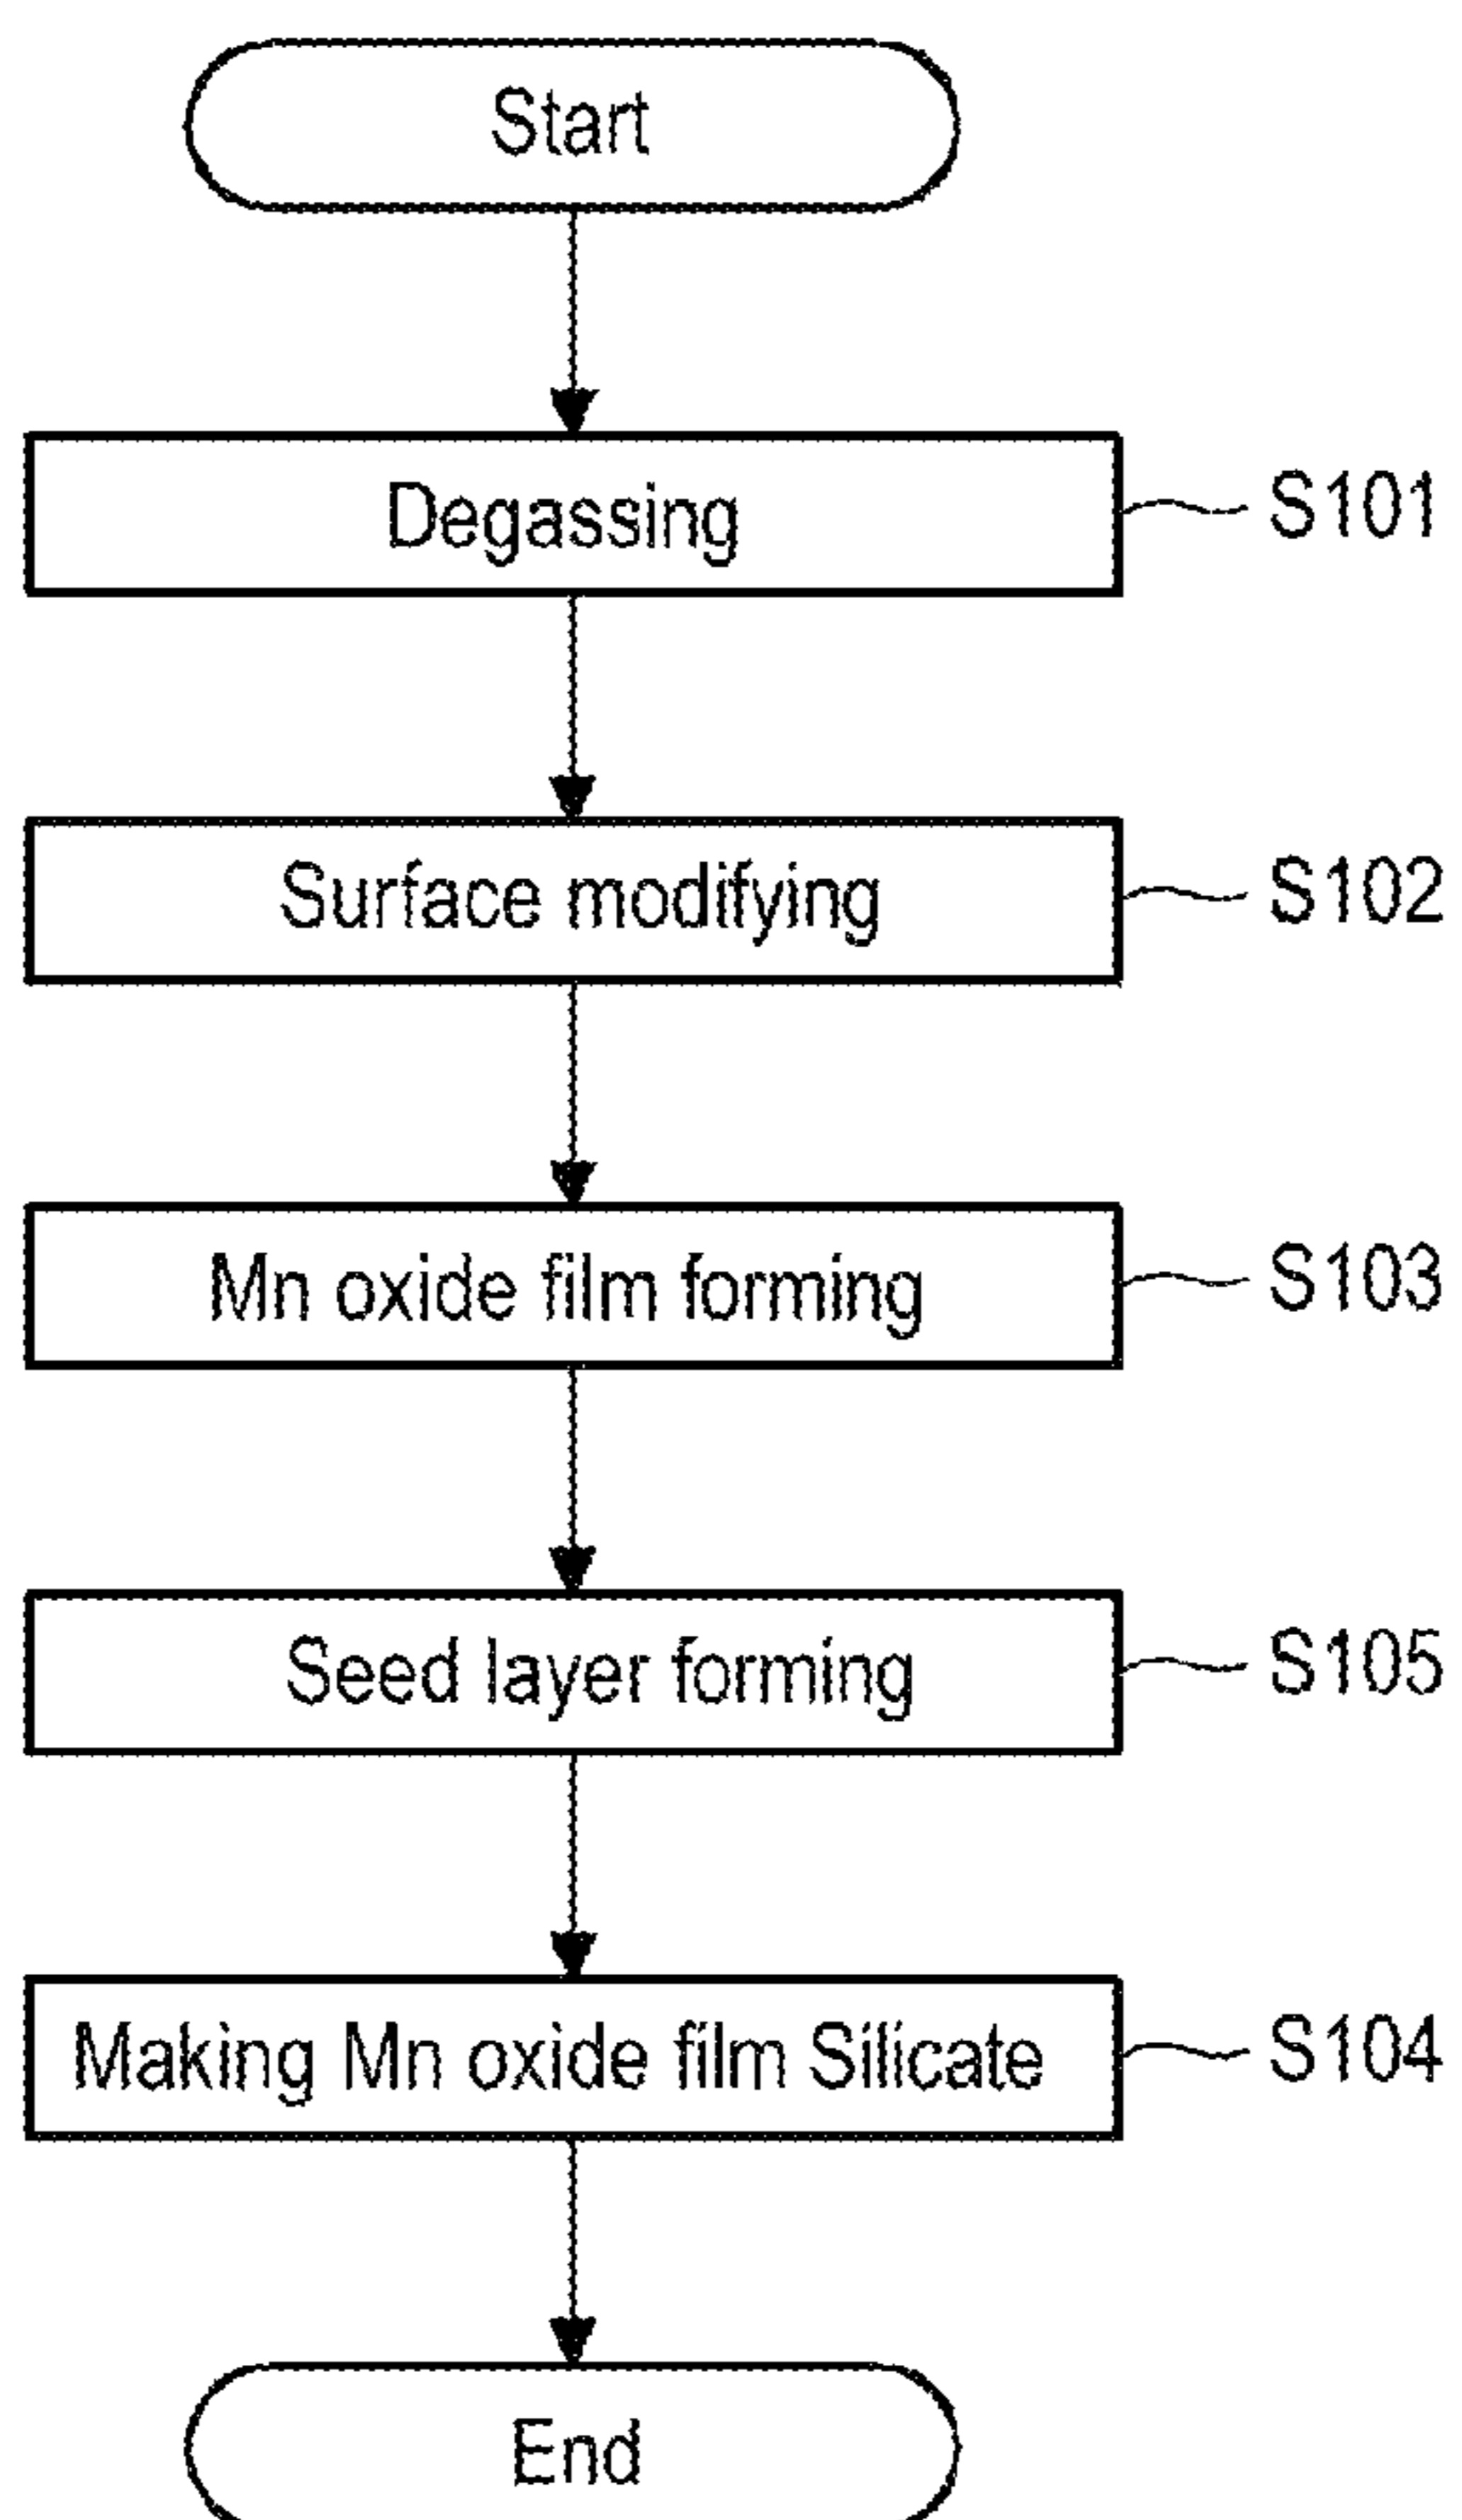 Start
Degassing
S101
Surface modifying
S102
Mn oxide film forming
S103
Seed layer forming
S105
Making Mn oxide film Silicate
S104
End